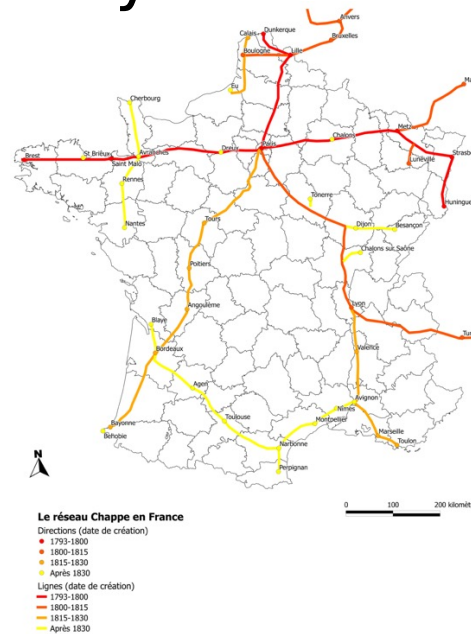 Anvers
Dunkerque
Calais
Bruxelles
Boulogne
Lille
Eu
Cherbourg
Metz
Chalons
Avranches
Dreux
Paris
Brest
St Brieux
Saint Malo
Strasb
Lunéville
Rennes
Huningue
Tonerre
Nantes
Tours
Dijon
Besançon
Chalons sur Saône
Poitiers
Angoulême
Lyon
Blaye
Bordeaux
Valence
Agen
Avignon
Nîmes
Bayonne
Toulouse
Montpellier
Behobie
Marseille
Narbonne
Toulon
Perpignan
N
0 100 200 kilomèt
Le réseau Chappe en France
Directions (date de création)
1793-1800
1800-1815
1815-1830
Après 1830
Lignes (date de création)
1793-1800
1800-1815
1815-1830
Après 1830